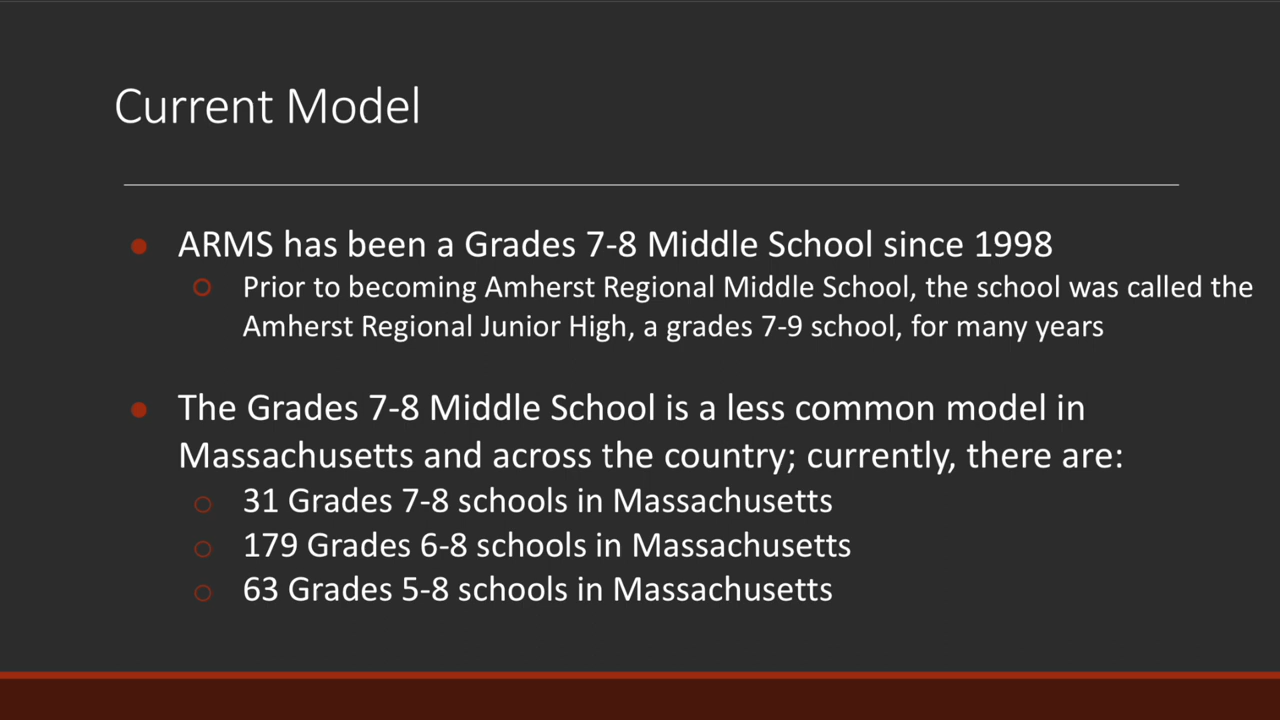 Current Model
ARMS has been a Grades 7-8 Middle School since 1998
Prior to becoming Amherst Regional Middle School, the school was called the
Amherst Regional Junior High, a grades 7-9 school, for many years
The Grades 7-8 Middle School is a less common model in
Massachusetts and across the country; currently, there are:
31 Grades 7-8 schools in Massachusetts
179 Grades 6-8 schools in Massachusetts
63 Grades 5-8 schools in Massachusetts